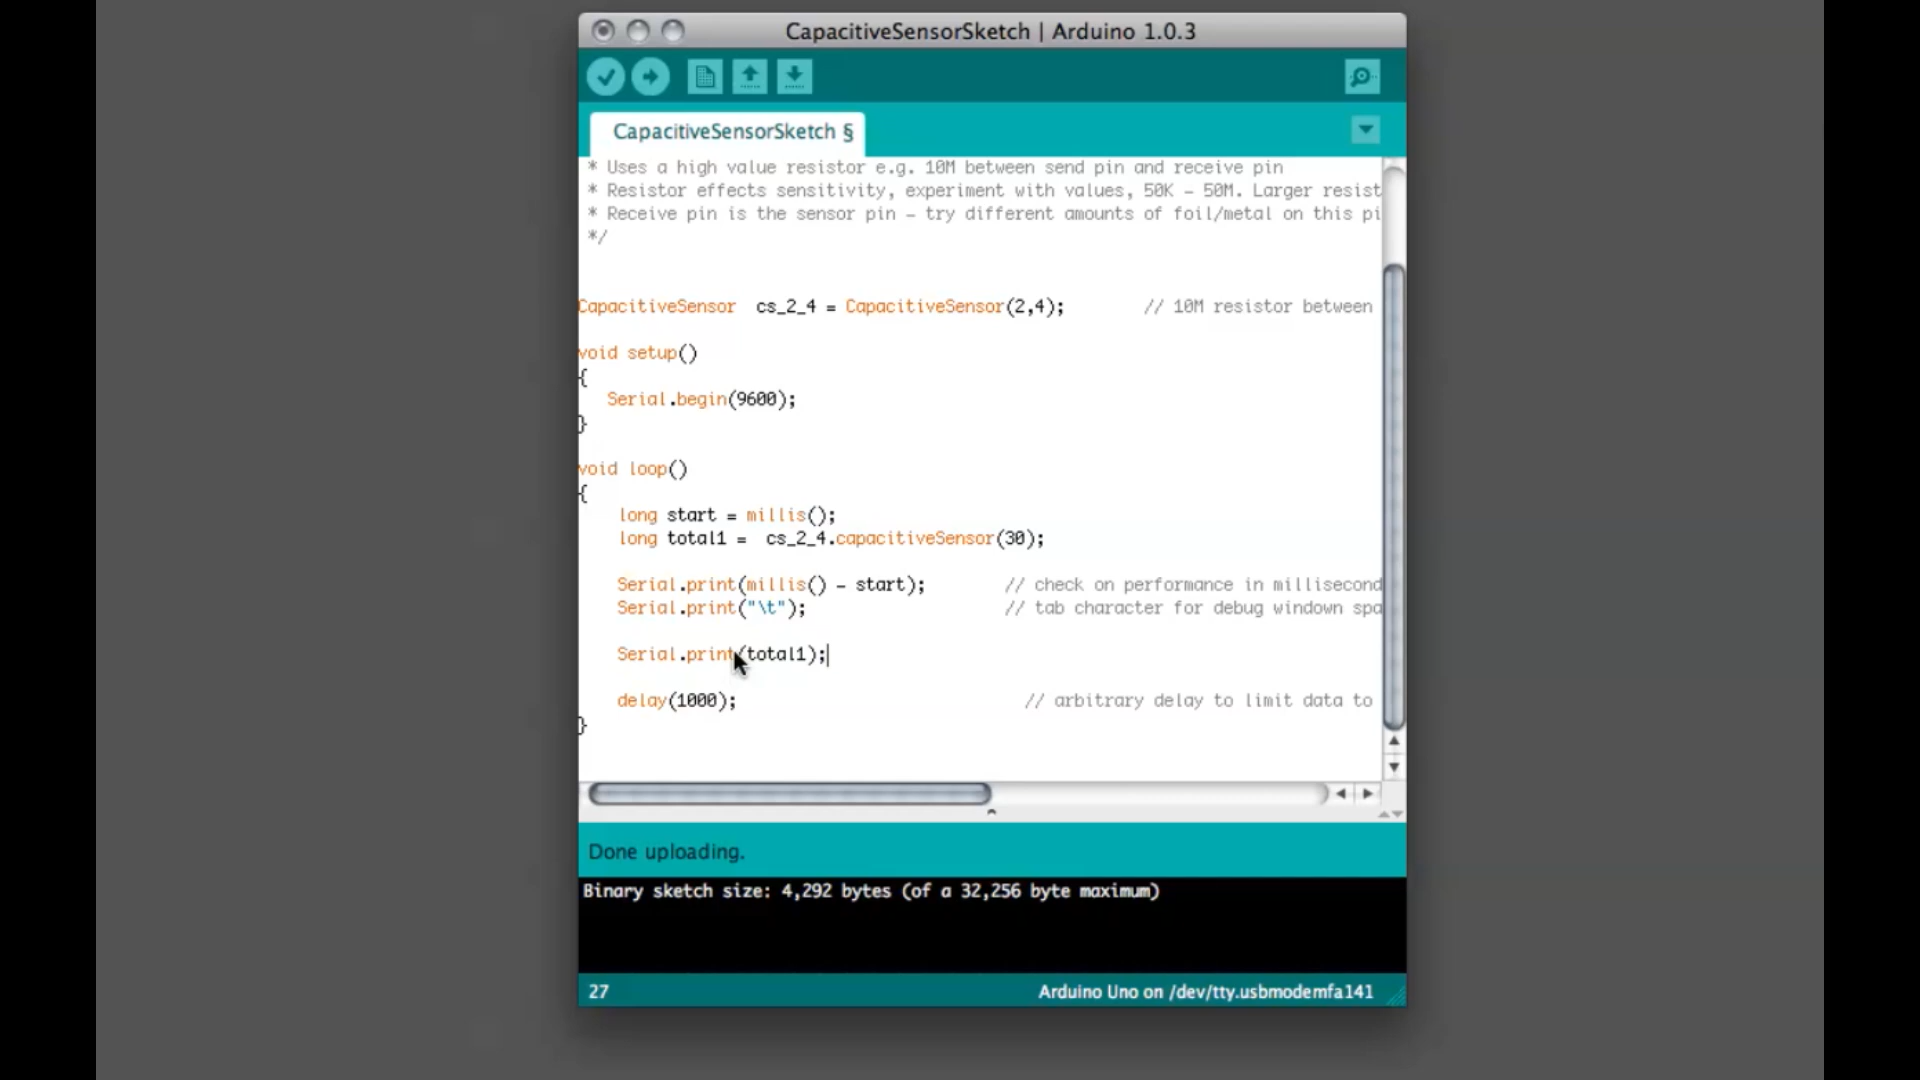 CapacitiveSensorSketch | Arduino 1.0.3
CapacitiveSensorSketch §
* Uses a high value resistor e.g. 10M between send pin and receive pin
* Resistor effects sensitivity, experiment with values, 50K - 50M. Larger resist
* Receive pin is the sensor pin - try different amounts of foil/metal on this pi
*/
CapacitiveSensor  cs_2_4 = CapacitiveSensor(2,4);        // 10M resistor between
void setup()
{
Serial.begin(9600);
}
void loop()
{
long start = millis();
long total1 =  cs_2_4.capacitiveSensor(30);
Serial.print(millis() - start);        // check on performance in millisecond
Serial.print("\t");                    // tab character for debug windown spa
Serial.print(total1);
delay(1000);                             // arbitrary delay to limit data to
}
Done uploading.
Binary sketch size: 4,292 bytes (of a 32,256 byte maximum)
27
Arduino Uno on /dev/tty.usbmodemfa141